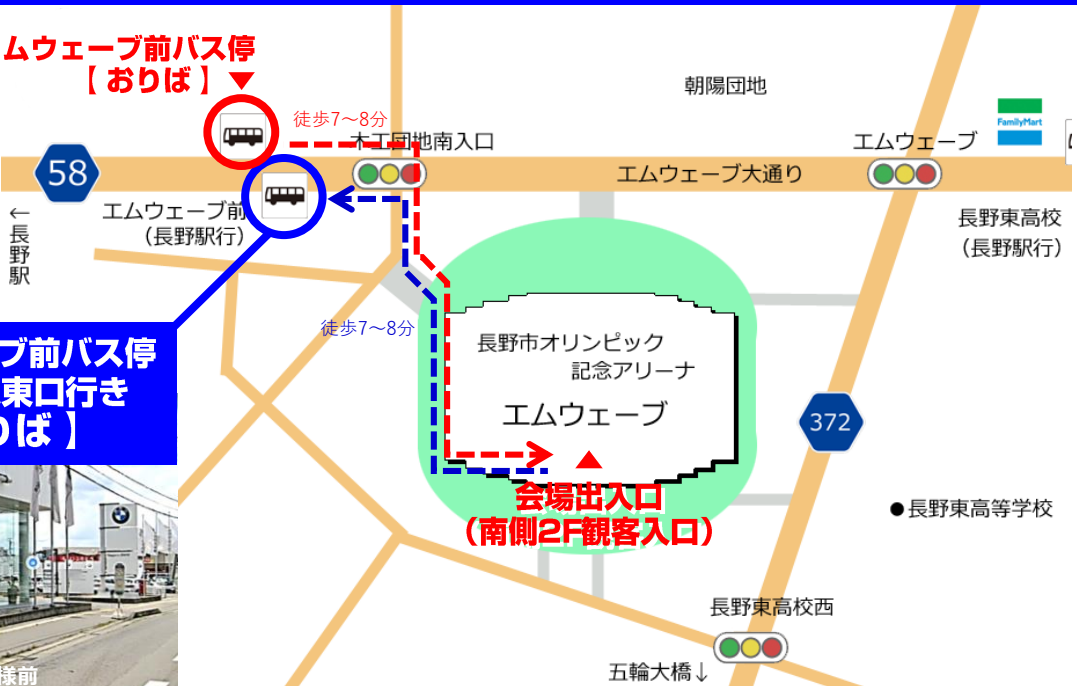 ムウェーブ前バス停
【 おりば 】
徒歩7～8分
木工団地南入口
朝陽団地
FamilyMart
エムウェーブ
58
エムウェーブ大通り
←長野駅
エムウェーブ前
（長野駅行）
長野東高校
（長野駅行）
徒歩7～8分
長野市オリンピック
記念アリーナ
エムウェーブ
ブ前バス停
東口行き
りば 】
372
会場出入口
（南側2F観客入口）
●長野東高等学校
長野東高校西
五輪大橋↓
様前